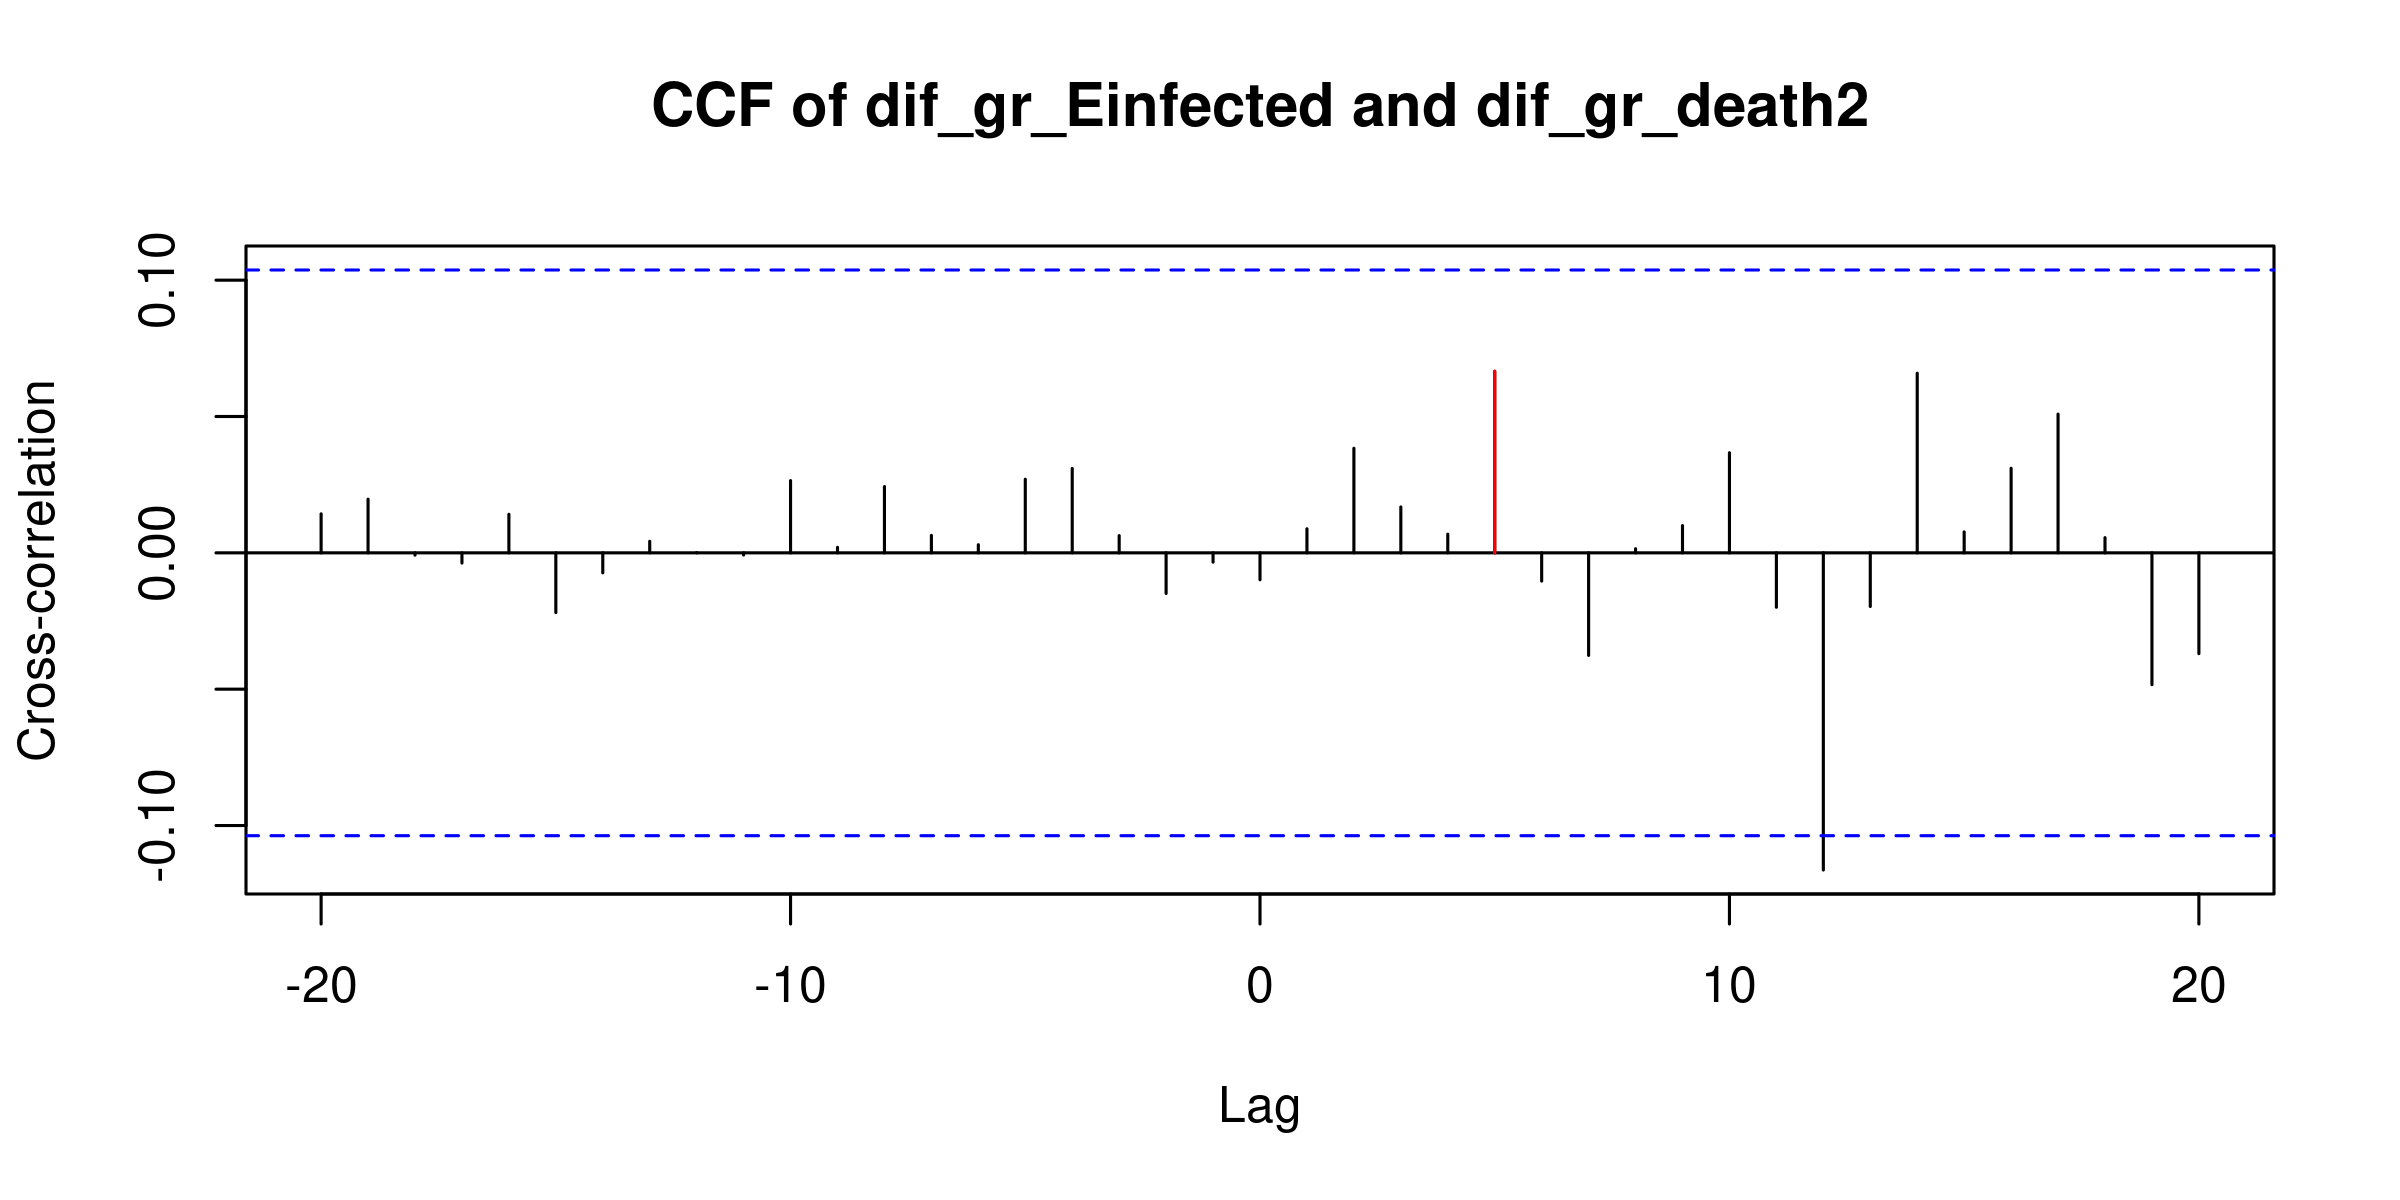 CCF of dif_gr_Einfected and dif_gr_death2
Cross-correlation
0.10
0.00
-0.10
-20 -10 0 10 20
Lag